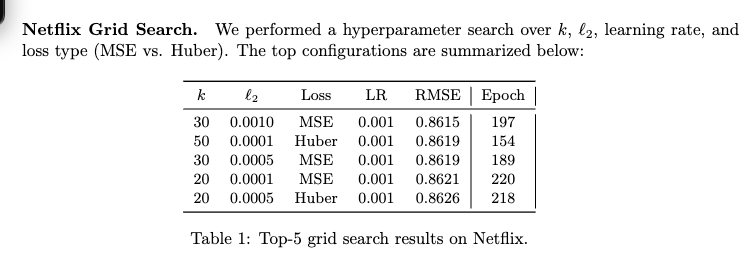 Netflix Grid Search. We performed a hyperparameter search over k, ℓ₂, learning rate, and
loss type (MSE vs. Huber). The top configurations are summarized below:
k ℓ₂ Loss LR RMSE Epoch
30 0.0010 MSE 0.001 0.8615 197
50 0.0001 Huber 0.001 0.8619 154
30 0.0005 MSE 0.001 0.8619 189
20 0.0001 MSE 0.001 0.8621 220
20 0.0005 Huber 0.001 0.8626 218
Table 1: Top-5 grid search results on Netflix.